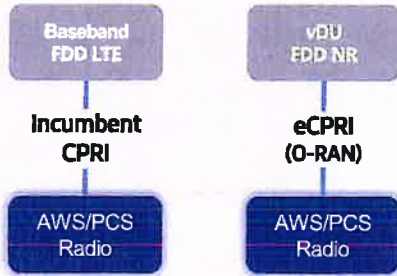 Baseband
FDD LTE
Incumbent
CPRI
AWS/PCS
Radio
vDU
FDD NR
eCPRI
(O-RAN)
AWS/PCS
Radio